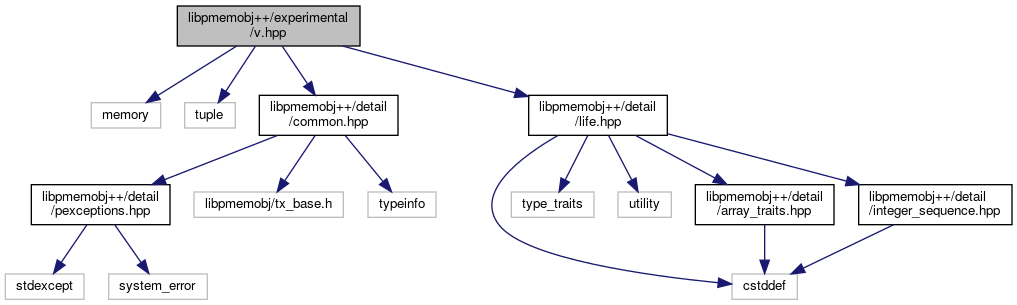 libpmemobj++/experimental
/v.hpp
memory
tuple
libpmemobj++/detail
/common.hpp
libpmemobj++/detail
/life.hpp
libpmemobj++/detail
/pexceptions.hpp
libpmemobj/tx_base.h
typeinfo
type_traits
utility
libpmemobj++/detail
/array_traits.hpp
libpmemobj++/detail
/integer_sequence.hpp
stdexcept
system_error
cstddef